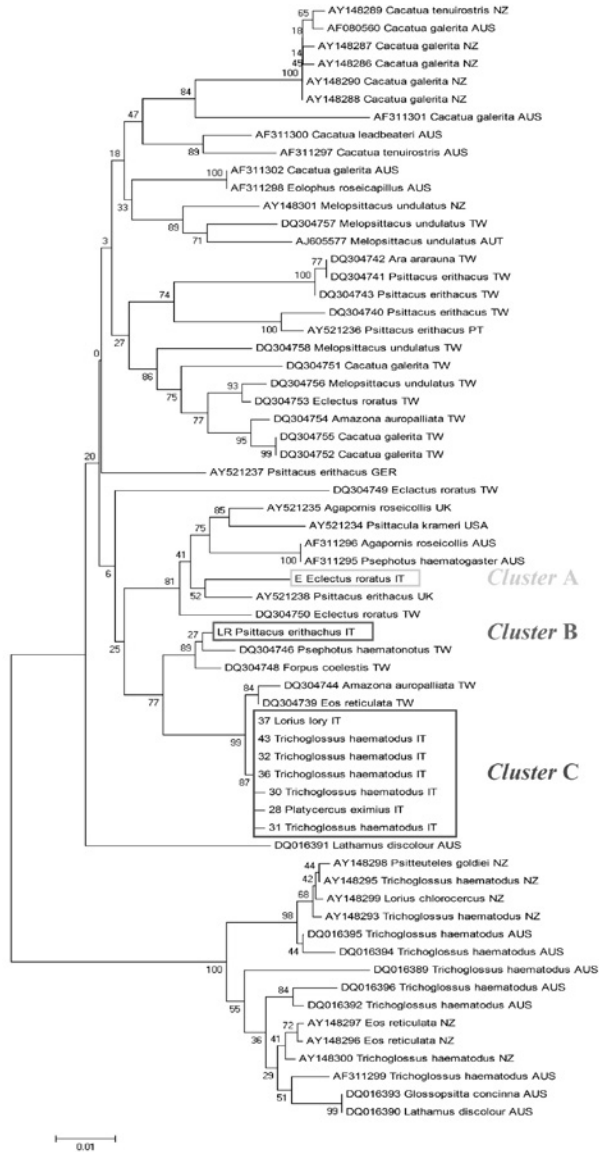 AY148289 Cacatua tenuirostris NZ
65
AF080560 Cacatua galerita AUS
18
AY148287 Cacatua galerita NZ
14
AY148286 Cacatua galerita NZ
45
100
AY148290 Cacatua galerita NZ
84
AY148288 Cacatua galerita NZ
AF311301 Cacatua galerita AUS
47
AF311300 Cacatua leadbeateri AUS
89
AF311297 Cacatua tenuirostris AUS
18
AF311302 Cacatua galerita AUS
100
AF311298 Eolophus roseicapillus AUS
33
AY148301 Melopsittacus undulatus NZ
89
DQ304757 Melopsittacus undulatus TW
71
AJ605577 Melopsittacus undulatus AUT
3
DQ304742 Ara ararauna TW
77
DQ304741 Psittacus erithacus TW
100
DQ304743 Psittacus erithacus TW
74
DQ304740 Psittacus erithacus TW
100
AY521236 Psittacus erithacus PT
27
DQ304758 Melopsittacus undulatus TW
0
86
DQ304751 Cacatua galerita TW
75
93
DQ304756 Melopsittacus undulatus TW
DQ304753 Eclectus roratus TW
77
DQ304754 Amazona auropalliata TW
95
DQ304755 Cacatua galerita TW
99
DQ304752 Cacatua galerita TW
20
AY521237 Psittacus erithacus GER
DQ304749 Eclactus roratus TW
85
AY521235 Agapornis roseicollis UK
75
AY521234 Psittacula krameri USA
41
AF311296 Agapornis roseicollis AUS
100
AF311295 Psephotus haematogaster AUS
6
81
E Eclectus roratus IT
Cluster A
52
AY521238 Psittacus erithacus UK
DQ304750 Eclectus roratus TW
27
LR Psittacus erithachus IT
Cluster B
25
89
DQ304746 Psephotus haematonotus TW
DQ304748 Forpus coelestis TW
77
84
DQ304744 Amazona auropalliata TW
DQ304739 Eos reticulata TW
99
37 Lorius lory IT
43 Trichoglossus haematodus IT
32 Trichoglossus haematodus IT
36 Trichoglossus haematodus IT
Cluster C
87
30 Trichoglossus haematodus IT
28 Platycercus eximius IT
31 Trichoglossus haematodus IT
DQ016391 Lathamus discolour AUS
44
AY148298 Psitteuteles goldiei NZ
42
AY148295 Trichoglossus haematodus NZ
68
AY148299 Lorius chlorocercus NZ
98
AY148293 Trichoglossus haematodus NZ
DQ016395 Trichoglossus haematodus AUS
44
DQ016394 Trichoglossus haematodus AUS
100
DQ016389 Trichoglossus haematodus AUS
55
84
DQ016396 Trichoglossus haematodus AUS
DQ016392 Trichoglossus haematodus AUS
36
72
AY148297 Eos reticulata NZ
41
AY148296 Eos reticulata NZ
AY148300 Trichoglossus haematodus NZ
29
AF311299 Trichoglossus haematodus AUS
51
DQ016393 Glossopsitta concinna AUS
99
DQ016390 Lathamus discolour AUS
0.01